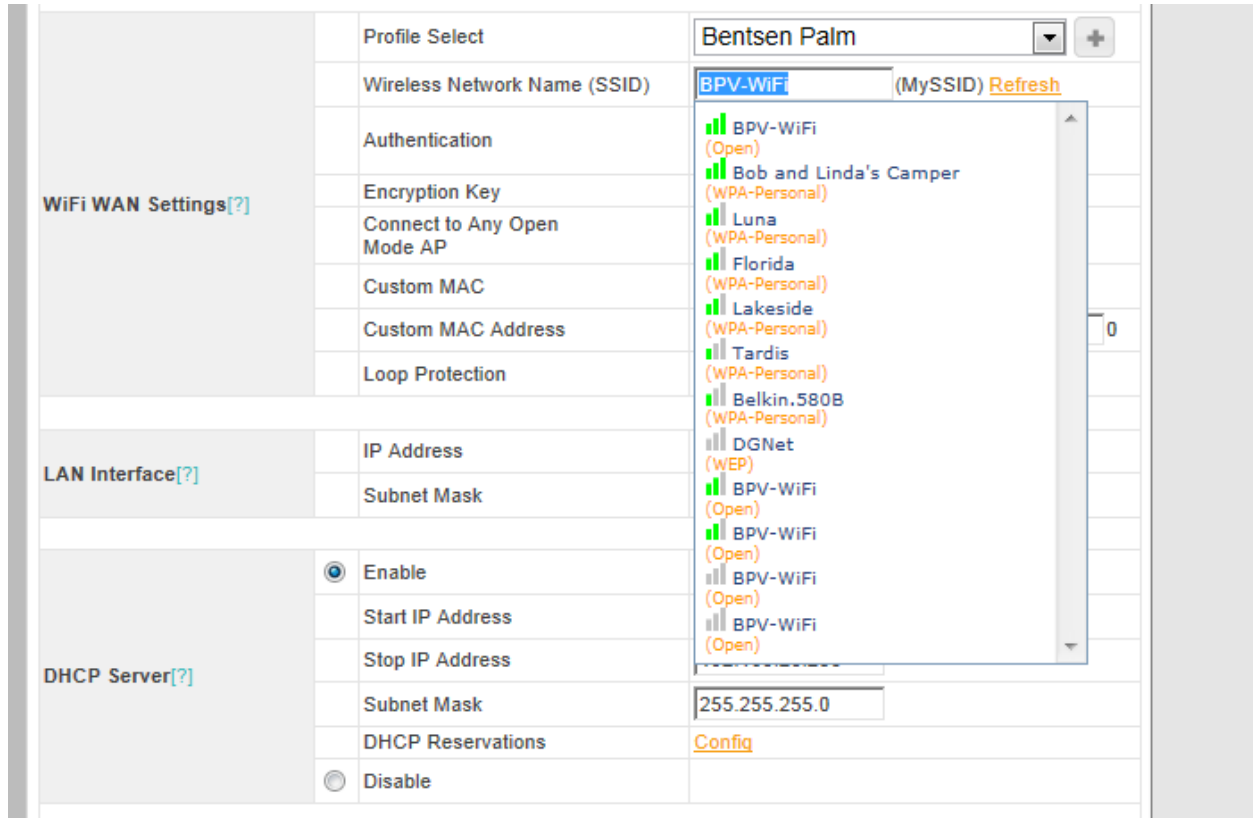 Profile Select Bentsen Palm
Wireless Network Name (SSID) BPV-WiFi (MySSID) Refresh
BPV-WiFi
(Open)
Authentication
Bob and Linda's Camper
(WPA-Personal)
WiFi WAN Settings[?]
Encryption Key
Luna
(WPA-Personal)
Connect to Any Open
Mode AP
Florida
(WPA-Personal)
Custom MAC
Lakeside
(WPA-Personal)
Custom MAC Address 0
Tardis
(WPA-Personal)
Loop Protection
Belkin.580B
(WPA-Personal)
LAN Interface[?]
IP Address
DGNet
(WEP)
Subnet Mask
BPV-WiFi
(Open)
BPV-WiFi
(Open)
DHCP Server[?]
Enable
BPV-WiFi
(Open)
Start IP Address
BPV-WiFi
(Open)
Stop IP Address
Subnet Mask 255.255.255.0
DHCP Reservations Config
Disable